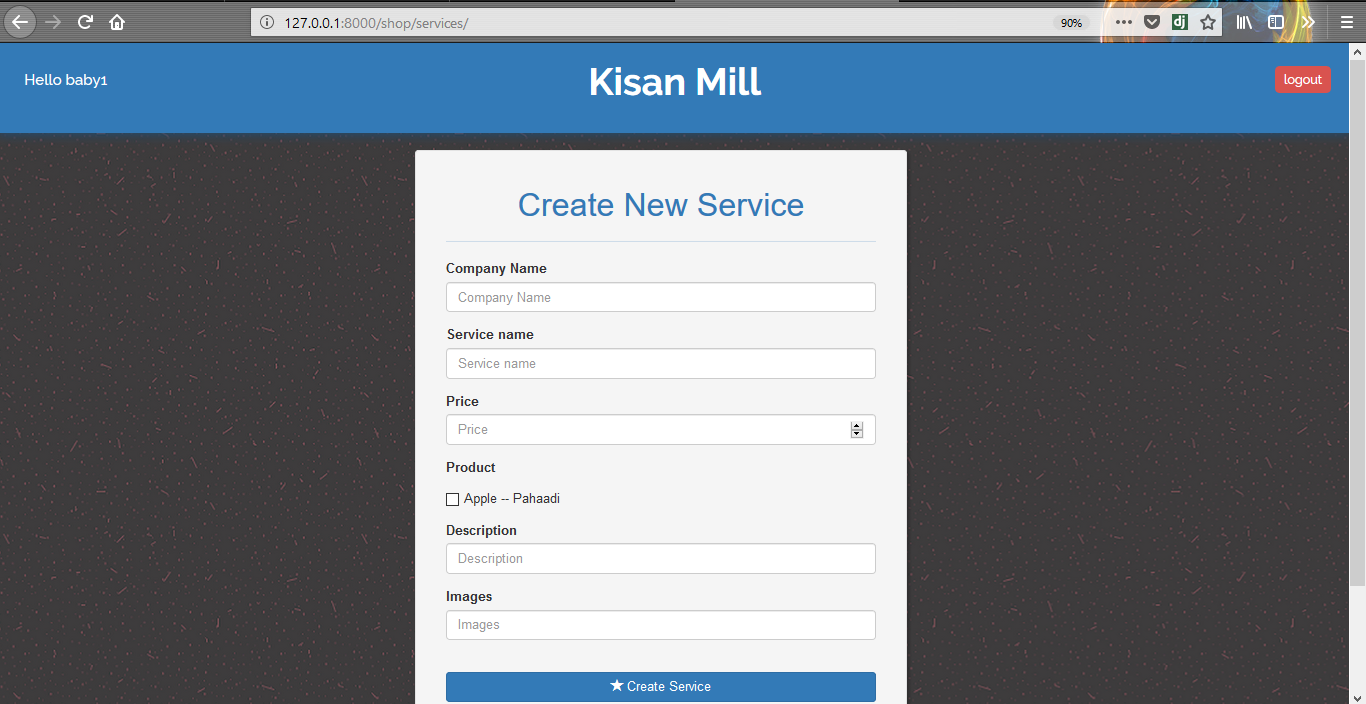 127.0.0.1:8000/shop/services/
90%
dj
Hello baby1
Kisan Mill
logout
Create New Service
Company Name
Company Name
Service name
Service name
Price
Price
Product
Apple -- Pahaadi
Description
Description
Images
Images
Create Service